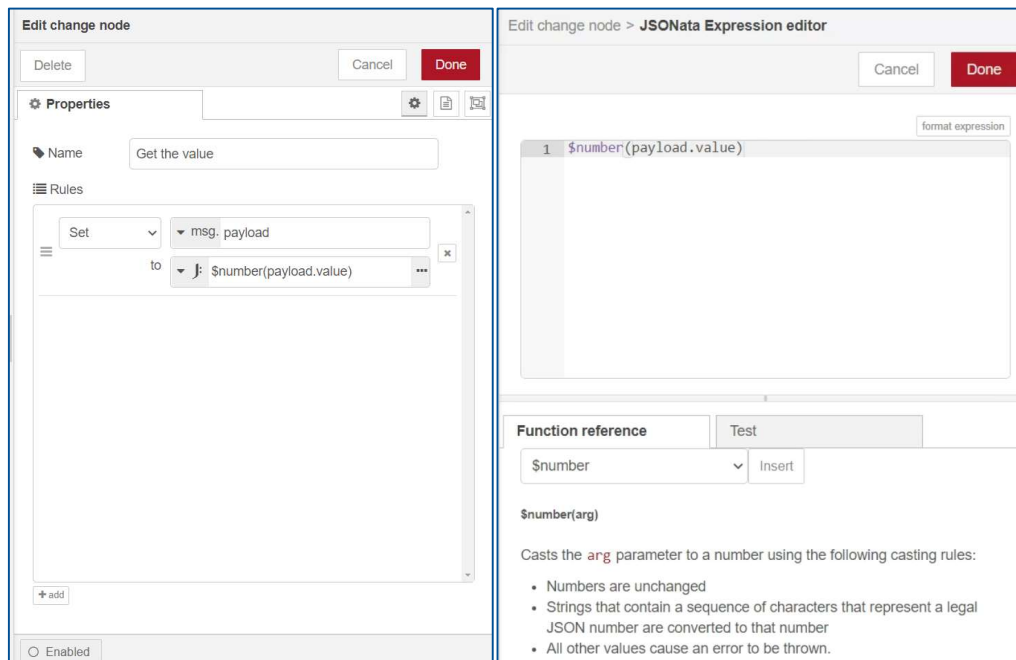 Edit change node
Delete
Cancel
Done
Properties
Name
Get the value
Rules
Set
msg. payload
to
J: $number(payload.value)
add
Enabled
Edit change node > JSONata Expression editor
Cancel
Done
format expression
1 $number(payload.value)
Function reference
Test
$number
Insert
$number(arg)
Casts the arg parameter to a number using the following casting rules:
• Numbers are unchanged
• Strings that contain a sequence of characters that represent a legal
JSON number are converted to that number
• All other values cause an error to be thrown.